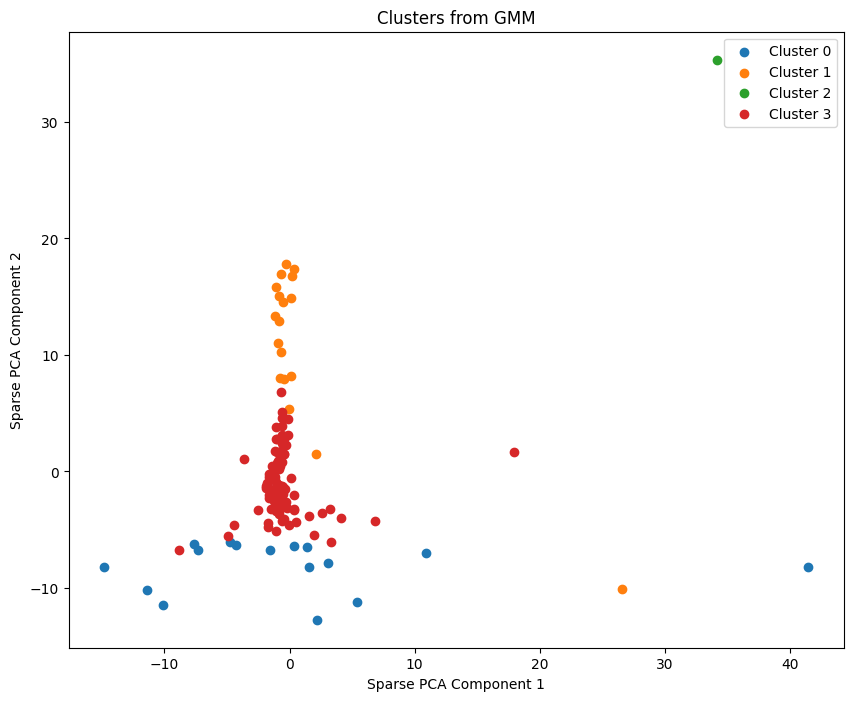 Clusters from GMM
Cluster 0
Cluster 1
Cluster 2
Cluster 3
30
20
10
0
−10
Sparse PCA Component 2
−10
0
10
20
30
40
Sparse PCA Component 1